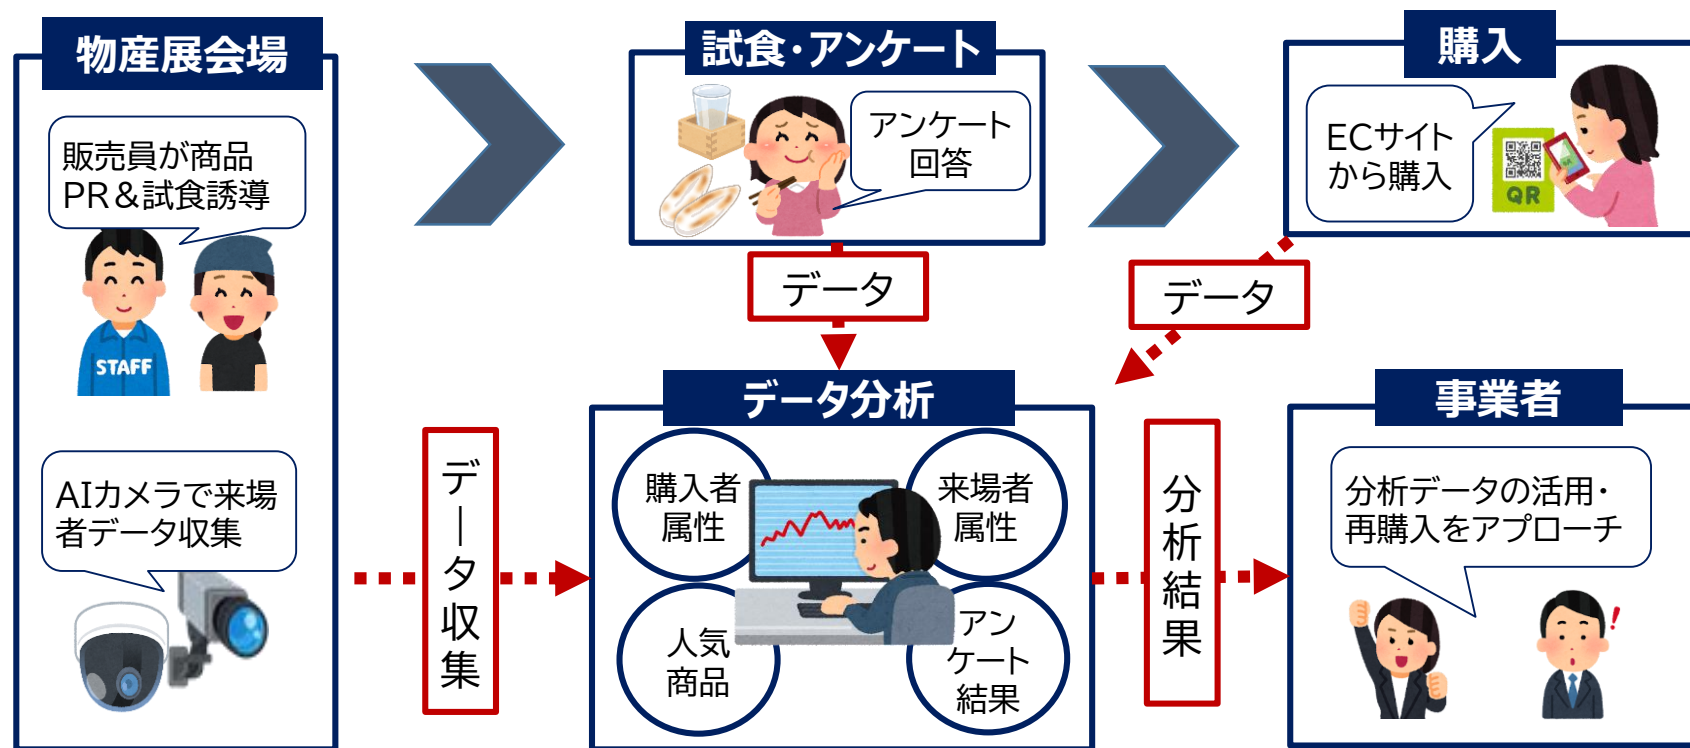 物産展会場
販売員が商品
PR＆試食誘導
STAFF
AIカメラで来場
者データ収集
試食・アンケート
アンケート
回答
購入
ECサイト
から購入
QR
データ
データ
データ収集
データ分析
購入者
属性
来場者
属性
人気
商品
アン
ケート
結果
分析結果
事業者
分析データの活用・
再購入をアプローチ